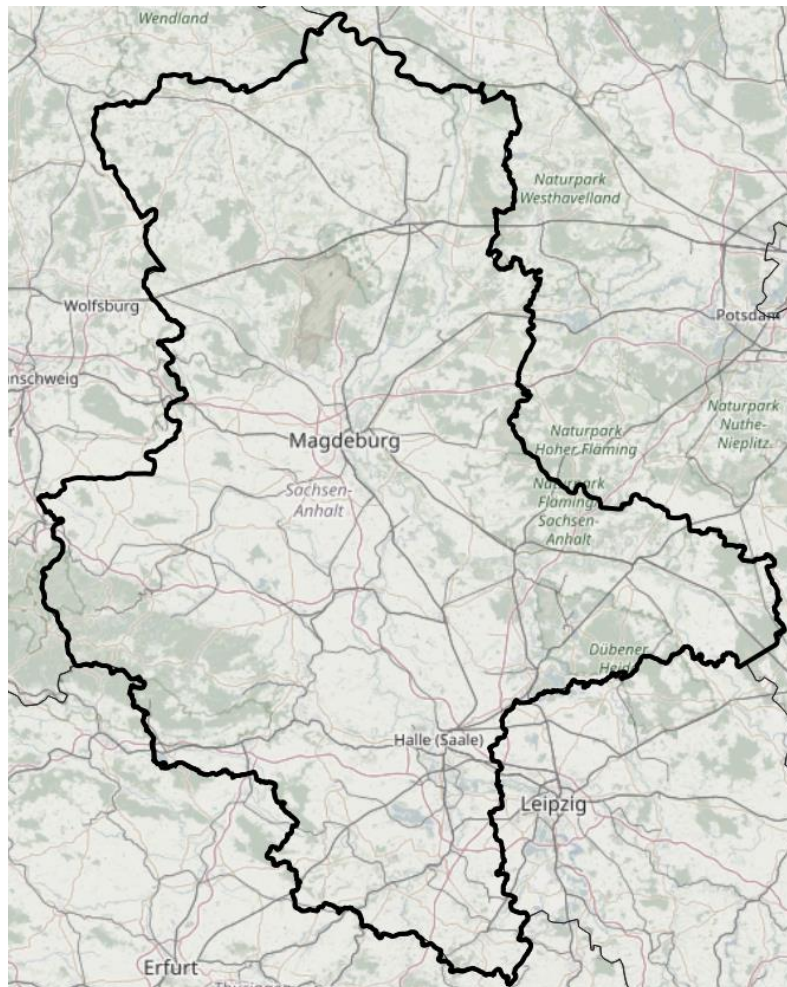 Wendland
Naturpark
Westhavelland
Wolfsburg
Potsdam
nschweig
Naturpark
Nuthe-
Nieplitz
Magdeburg
Naturpark
Hoher Fläming
Sachsen-
Anhalt
Naturpark
Fläming
Sachsen-
Anhalt
Dübener
Heide
Halle (Saale)
Leipzig
Erfurt